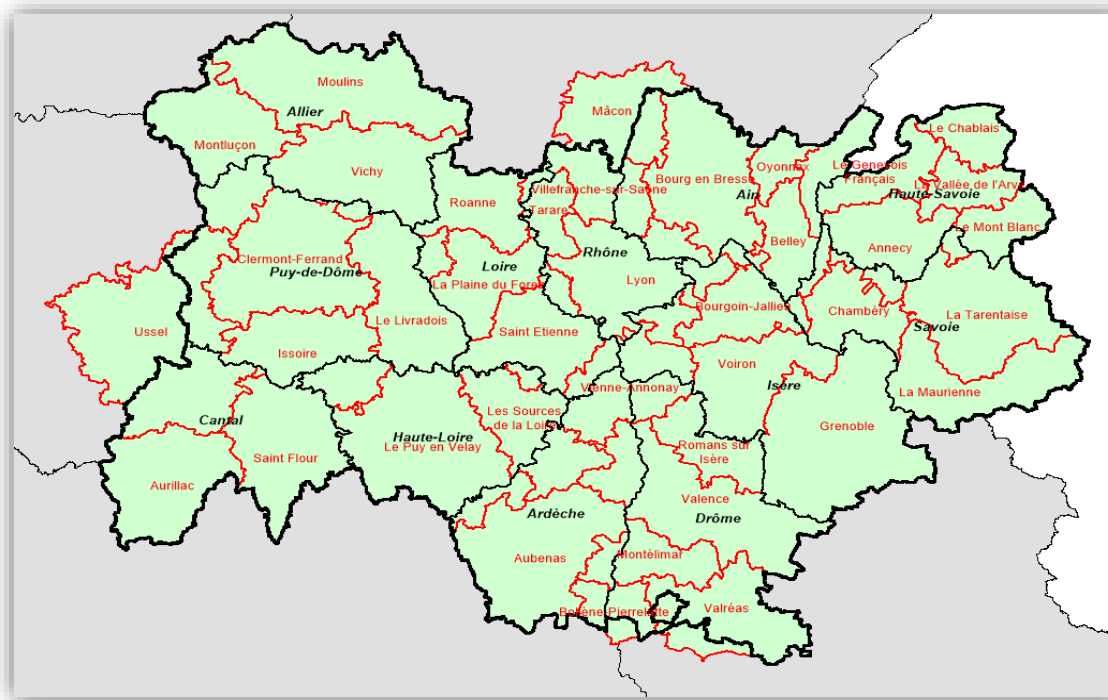 Moulins
Allier
Mâcon
Montluçon
Vichy
Le Chablais
Oyonnax
Le Genevois
Français
Bourg en Bresse
Ain
La Vallée de l'Arve
Haute-Savoie
Villefranche-sur-Saône
Tarare
Roanne
Le Mont Blanc
Annecy
Belley
Rhône
Clermont-Ferrand
Puy-de-Dôme
Loire
La Plaine du Forez
Lyon
Bourgoin-Jallieu
Chambéry
La Tarentaise
Savoie
Ussel
Le Livradois
Saint Etienne
Issoire
Voiron
Isère
Vienne-Annonay
La Maurienne
Cantal
Les Sources
de la Loire
Grenoble
Haute-Loire
Le Puy en Velay
Romans sur
Isère
Saint Flour
Aurillac
Valence
Ardèche
Drôme
Aubenas
Montélimar
Bollène-Pierrelatte
Valréas